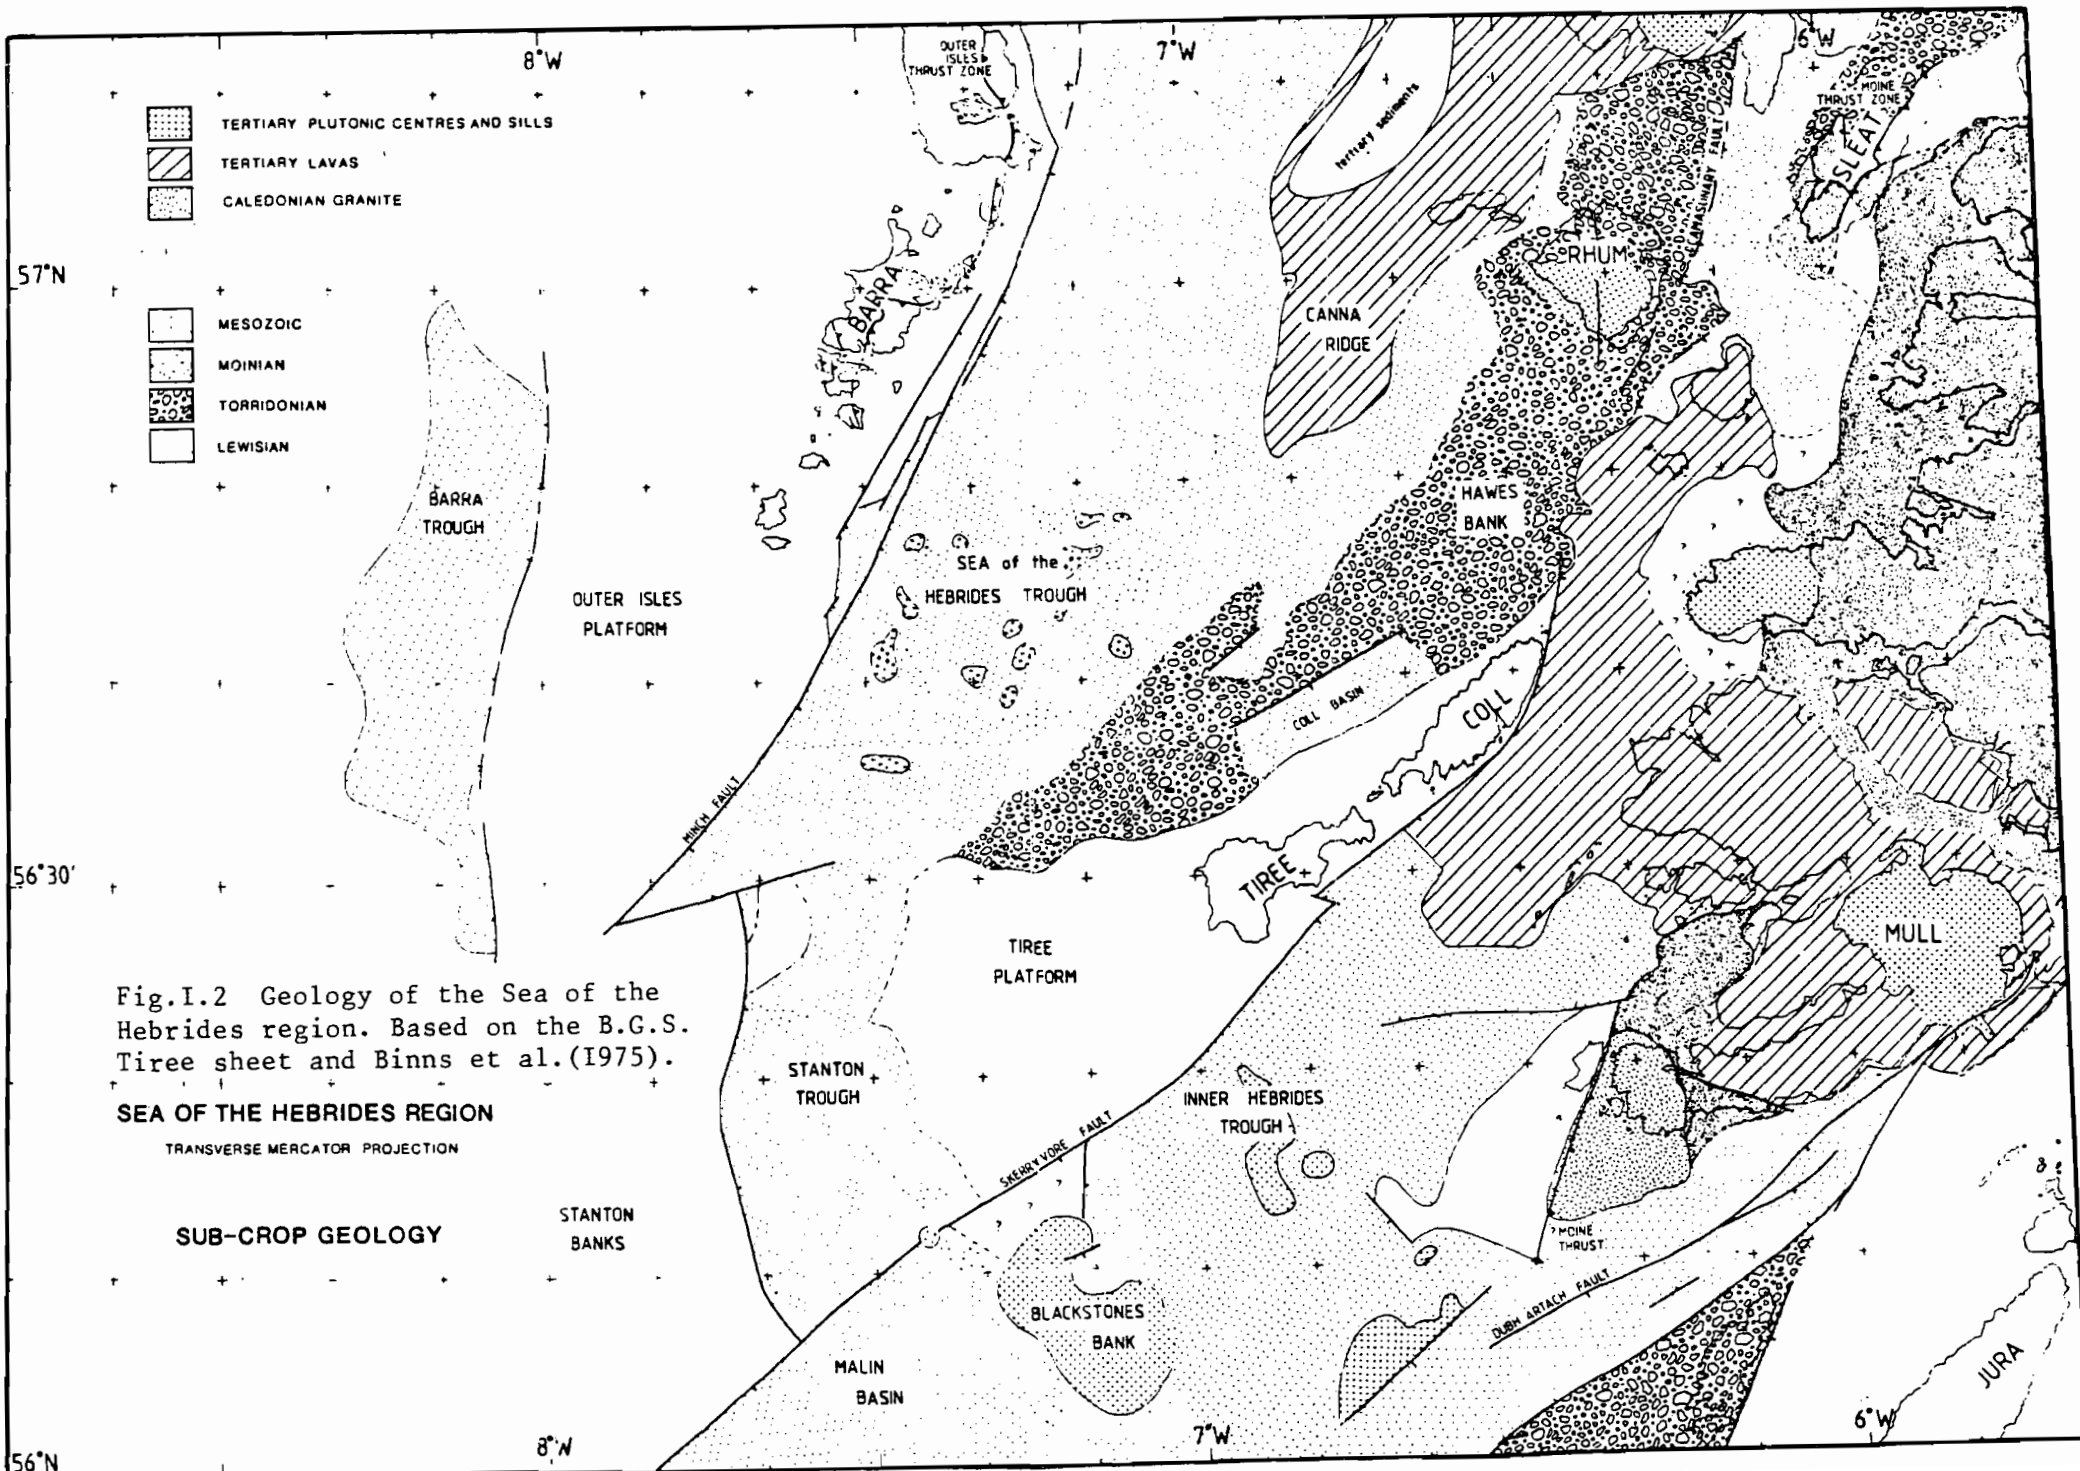 8°W
7°W
6°W
OUTER
ISLES
THRUST ZONE
MOINE
THRUST ZONE
TERTIARY PLUTONIC CENTRES AND SILLS
TERTIARY LAVAS
CALEDONIAN GRANITE
tertiary sediments
CAMASUNARY FAULT
SLEAT
57°N
RHUM
BARRA
CANNA
RIDGE
MESOZOIC
MOINIAN
TORRIDONIAN
LEWISIAN
BARRA
TROUGH
HAWES
BANK
SEA of the
HEBRIDES TROUGH
OUTER ISLES
PLATFORM
COLL BASIN
COLL
MINCH FAULT
56°30'
TIREE
MULL
TIREE
PLATFORM
Fig.I.2 Geology of the Sea of the
Hebrides region. Based on the B.G.S.
Tiree sheet and Binns et al.(I975).
STANTON
TROUGH
INNER HEBRIDES
TROUGH
SEA OF THE HEBRIDES REGION
TRANSVERSE MERCATOR PROJECTION
SKERRYVORE FAULT
STANTON
BANKS
SUB-CROP GEOLOGY
? MOINE
THRUST
DUBH ARTACH FAULT
BLACKSTONES
BANK
MALIN
BASIN
JURA
56°N
8°W
7°W
6°W